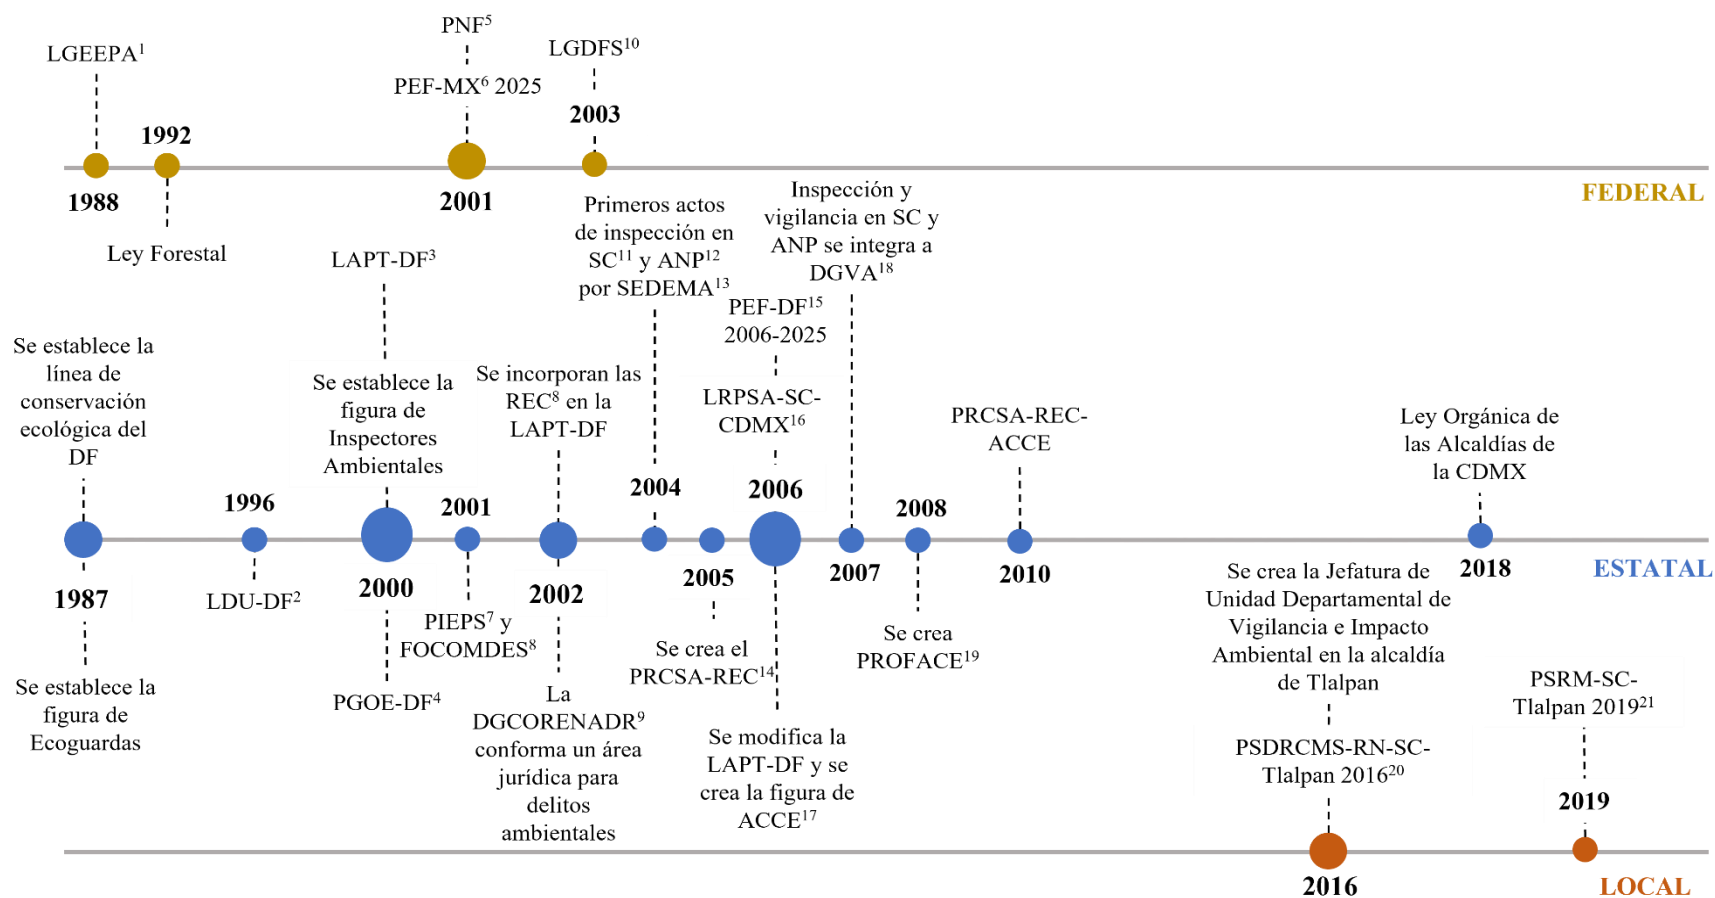 LGEEPA¹
1988
1992
Ley Forestal
PNF⁵
PEF-MX⁶ 2025
2001
LGDFS¹⁰
2003
FEDERAL
Se establece la
línea de
conservación
ecológica del
DF
1987
Se establece la
figura de
Ecoguardas
1996
LDU-DF²
LAPT-DF³
Se establece la
figura de
Inspectores
Ambientales
2000
PGOE-DF⁴
2001
PIEPS⁷ y
FOCOMDES⁸
Se incorporan las
REC⁸ en la
LAPT-DF
2002
La
DGCORENADR⁹
conforma un área
jurídica para
delitos
ambientales
Primeros actos
de inspección en
SC¹¹ y ANP¹²
por SEDEMA¹³
2004
2005
Se crea el
PRCSA-REC¹⁴
PEF-DF¹⁵
2006-2025
LRPSA-SC-
CDMX¹⁶
2006
Se modifica la
LAPT-DF y se
crea la figura de
ACCE¹⁷
Inspección y
vigilancia en SC y
ANP se integra a
DGVA¹⁸
2007
2008
Se crea
PROFACE¹⁹
PRCSA-REC-
ACCE
2010
Ley Orgánica de
las Alcaldías de
la CDMX
2018
ESTATAL
Se crea la Jefatura de
Unidad Departamental de
Vigilancia e Impacto
Ambiental en la alcaldía
de Tlalpan
PSDRCMS-RN-SC-
Tlalpan 2016²⁰
2016
PSRM-SC-
Tlalpan 2019²¹
2019
LOCAL